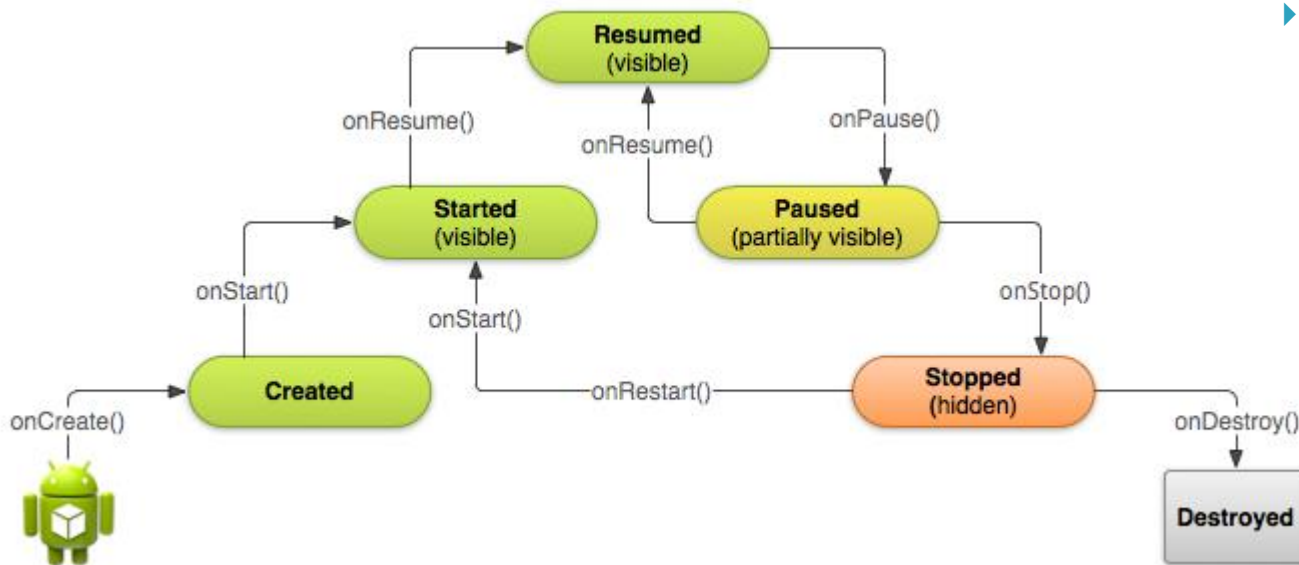 Resumed
(visible)
onResume()
onPause()
onResume()
Started
(visible)
Paused
(partially visible)
onStart()
onStart()
onStop()
Created
onRestart()
Stopped
(hidden)
onCreate()
onDestroy()
Destroyed